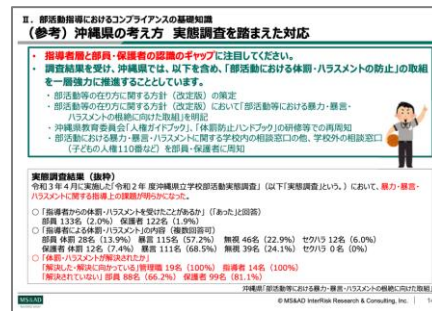 Ⅱ．部活動指導におけるコンプライアンスの基礎知識
（参考）沖縄県の考え方　実態調査を踏まえた対応
・ 指導者層と部員・保護者の認識のギャップに注目してください。
・ 調査結果を受け、沖縄県では、以下を含め、「部活動における体罰・ハラスメントの防止」の取組を一層強力に推進することとしています。
・部活動等の在り方に関する方針（改定版）の策定
・部活動等の在り方に関する方針（改定版）において「部活動等における暴力・暴言・
ハラスメントの根絶に向けた取組」を明記
・沖縄県教育委員会「人権ガイドブック」、「体罰防止ハンドブック」の研修等での再周知
・部活動における暴力・暴言・ハラスメントに関する学校内の相談窓口の他、学校外の相談窓口
（子どもの人権110番など）を部員・保護者に周知
実態調査結果（抜粋）
令和３年４月に実施した「令和２年度沖縄県立学校部活動実態調査」（以下「実態調査」という。）において、暴力・暴言・
ハラスメントに関する指導上の課題が明らかになった。
○「指導者からの体罰・ハラスメントを受けたことがあるか」（「あった」と回答）
部員 133名（2.0%） 保護者 122名（1.9%）
○「指導者による体罰・ハラスメント」の内容（複数回答可）
部員 体罰 28名（13.9%） 暴言 115名（57.2%） 無視 46名（22.9%） セクハラ 12名（6.0%）
保護者 体罰 12名（7.4%） 暴言 111名（68.5%） 無視 39名（24.1%） セクハラ 0名（0%）
○「体罰・ハラスメントが解決されたか」
「解決した・解決に向かっている」管理職 19名（100%） 指導者 14名（100%）
「解決されていない」部員 88名（66.2%） 保護者 99名（81.1%）
沖縄県「部活動等における暴力・暴言・ハラスメントの根絶に向けた取組」
MS&AD
© MS&AD InterRisk Research & Consulting, Inc.